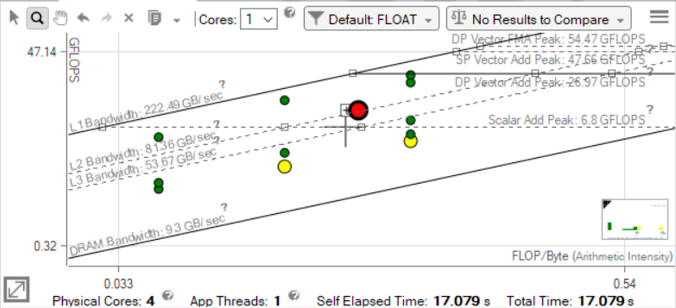 Cores: 1 Default: FLOAT No Results to Compare
47.14
GFLOPS
DP Vector FMA Peak: 54.47 GFLOPS
SP Vector Add Peak: 47.66 GFLOPS
DP Vector Add Peak: 26.97 GFLOPS
Scalar Add Peak: 6.8 GFLOPS
L1 Bandwidth: 222.49 GB/sec
?
L2 Bandwidth: 81.36 GB/sec
?
L3 Bandwidth: 53.67 GB/sec
?
DRAM Bandwidth: 9.3 GB/sec
?
0.32
FLOP/Byte (Arithmetic Intensity)
0.033 0.54
Physical Cores: 4 App Threads: 1 Self Elapsed Time: 17.079 s Total Time: 17.079 s